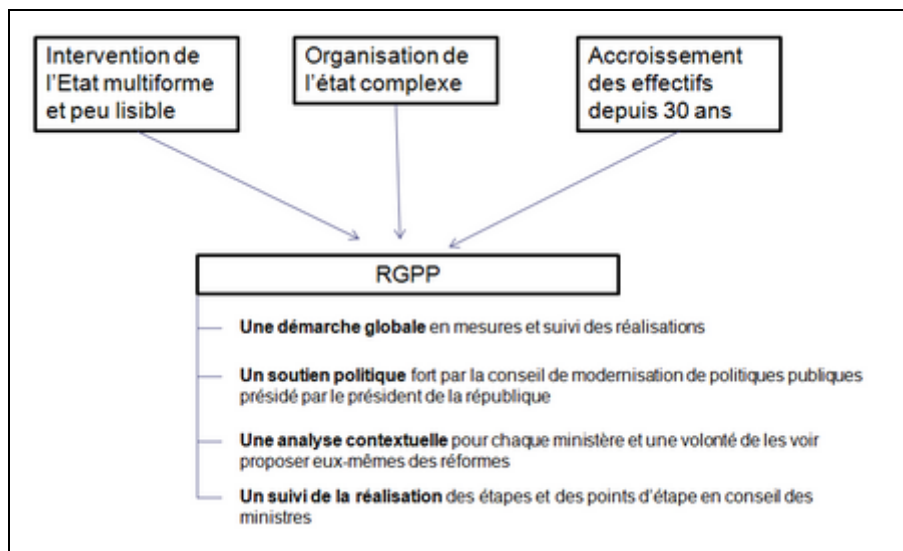 Intervention de
l'Etat multiforme
et peu lisible
Organisation de
l'état complexe
Accroissement
des effectifs
depuis 30 ans
RGPP
Une démarche globale en mesures et suivi des réalisations
Un soutien politique fort par la conseil de modernisation de politiques publiques
présidé par le président de la république
Une analyse contextuelle pour chaque ministère et une volonté de les voir
proposer eux-mêmes des réformes
Un suivi de la réalisation des étapes et des points d'étape en conseil des
ministres